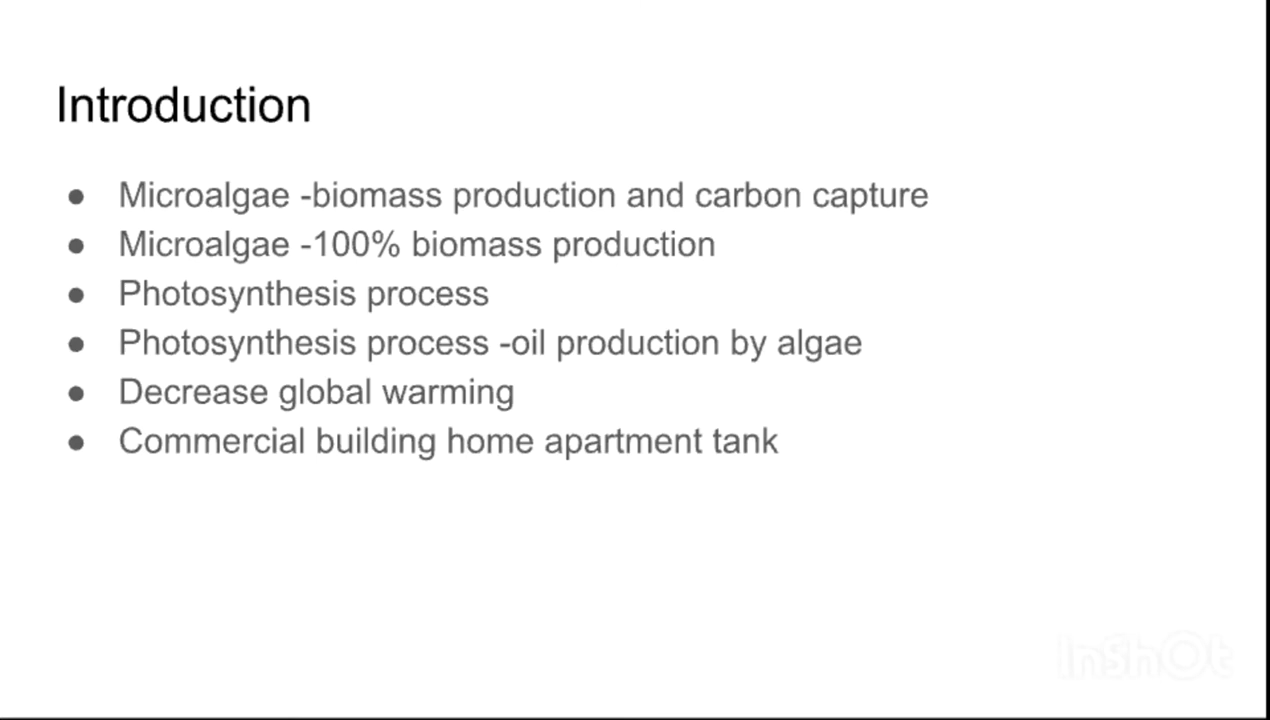 Introduction
● Microalgae -biomass production and carbon capture
● Microalgae -100% biomass production
● Photosynthesis process
● Photosynthesis process -oil production by algae
● Decrease global warming
● Commercial building home apartment tank
InShOt